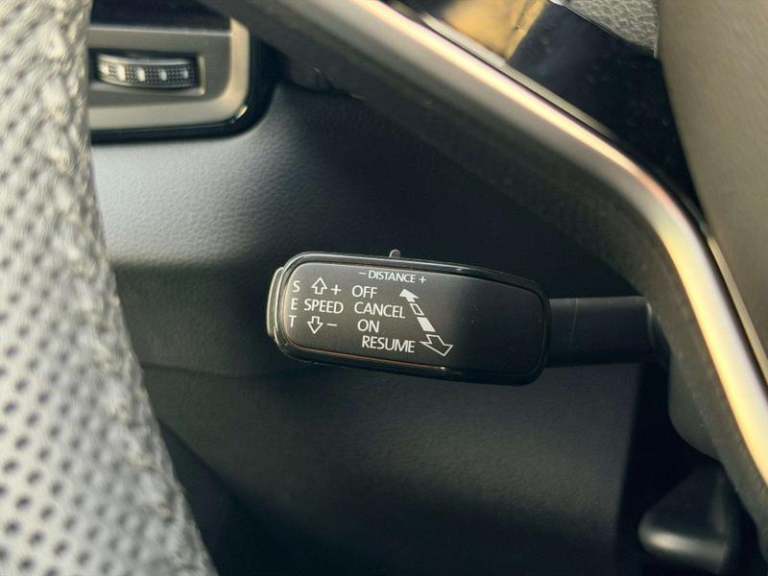 − DISTANCE +
S + OFF
E SPEED CANCEL
T − ON
RESUME